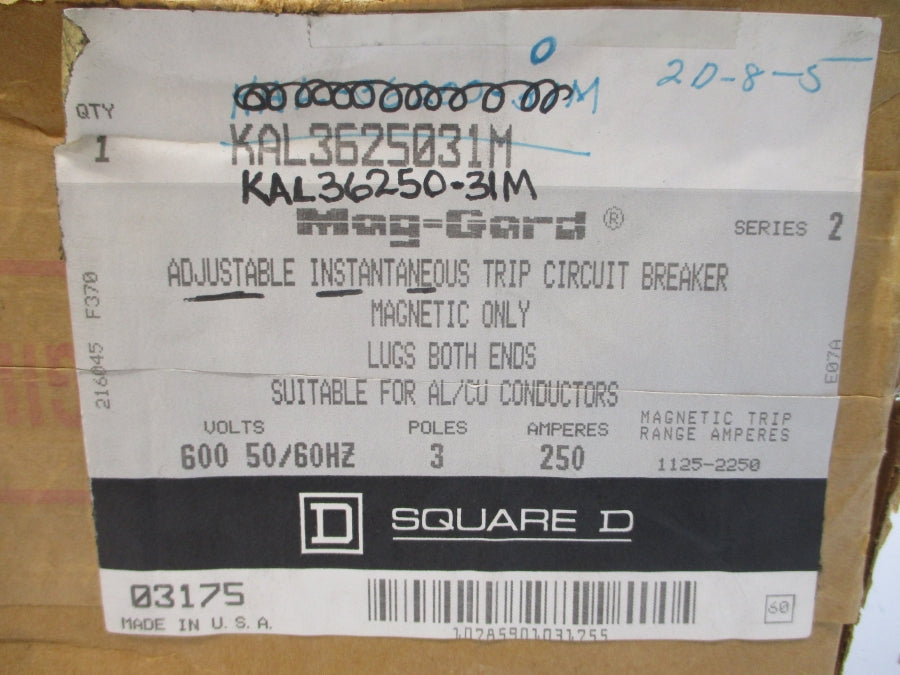 2D-8-5
QTY
1
KAL3625031M
KAL36250-31M
Mag-Gard®
SERIES 2
ADJUSTABLE INSTANTANEOUS TRIP CIRCUIT BREAKER
MAGNETIC ONLY
LUGS BOTH ENDS
SUITABLE FOR AL/CU CONDUCTORS
216045 F370
E07A
VOLTS
600 50/60HZ
POLES
3
AMPERES
250
MAGNETIC TRIP
RANGE AMPERES
1125-2250
D SQUARE D
03175
MADE IN U.S.A.
60